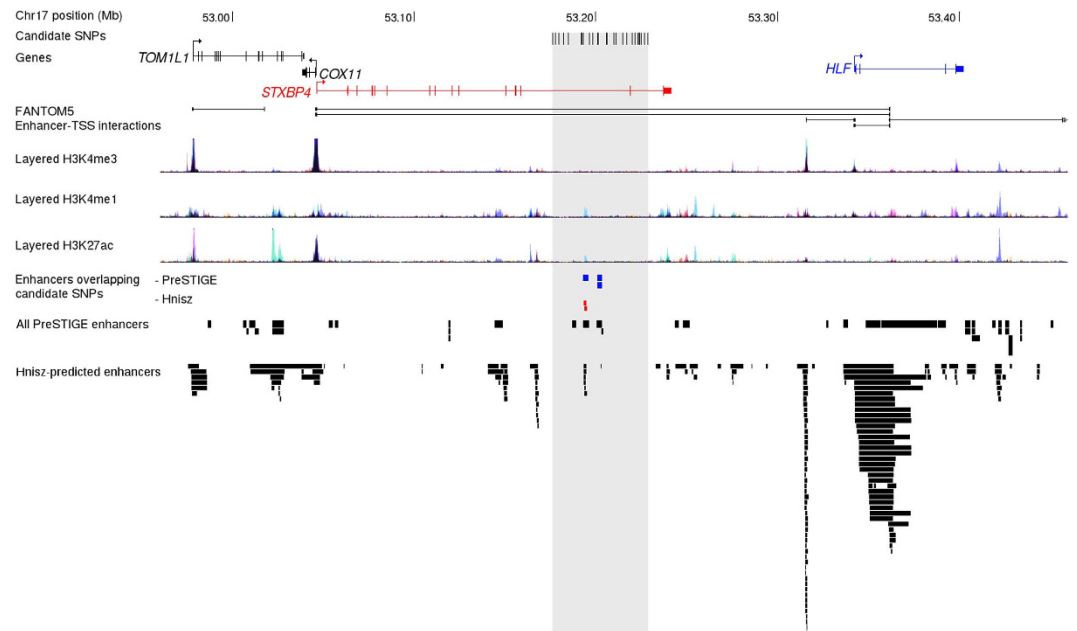 Chr17 position (Mb) 53.00 53.10 53.20 53.30 53.40
Candidate SNPs
Genes TOM1L1 HLF
COX11
STXBP4
FANTOM5
Enhancer-TSS interactions
Layered H3K4me3
Layered H3K4me1
Layered H3K27ac
Enhancers overlapping - PreSTIGE
candidate SNPs - Hnisz
All PreSTIGE enhancers
Hnisz-predicted enhancers